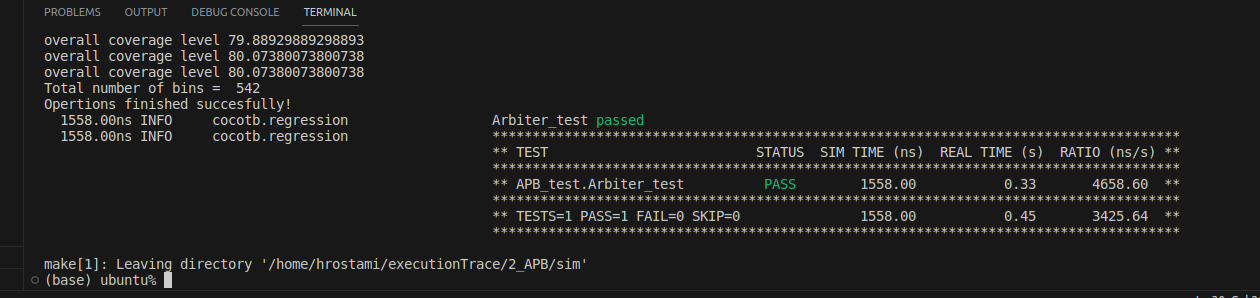 PROBLEMS OUTPUT DEBUG CONSOLE TERMINAL
overall coverage level 79.88929889298893
overall coverage level 80.07380073800738
overall coverage level 80.07380073800738
Total number of bins =  542
Opertions finished succesfully!
1558.00ns INFO     cocotb.regression                  Arbiter_test passed
1558.00ns INFO     cocotb.regression                  **************************************************************************************
** TEST                          STATUS  SIM TIME (ns)  REAL TIME (s)  RATIO (ns/s) **
**************************************************************************************
** APB_test.Arbiter_test          PASS        1558.00           0.33       4658.60  **
**************************************************************************************
** TESTS=1 PASS=1 FAIL=0 SKIP=0               1558.00           0.45       3425.64  **
**************************************************************************************
make[1]: Leaving directory '/home/hrostami/executionTrace/2_APB/sim'
(base) ubuntu%